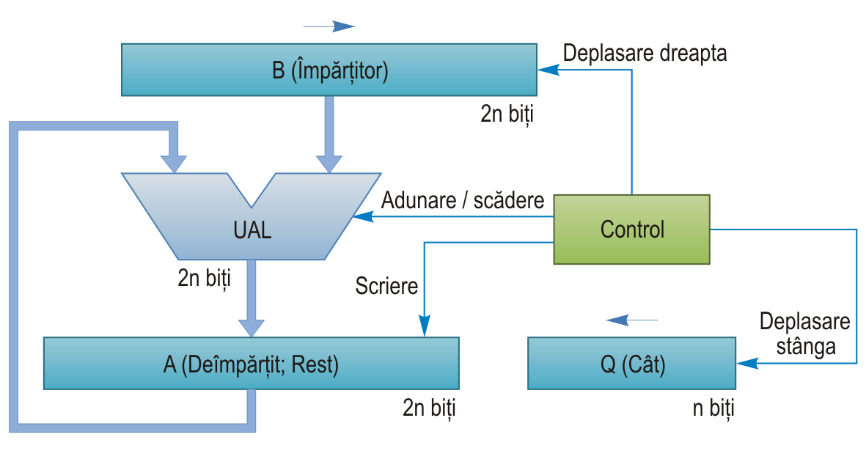 Deplasare dreapta
B (Împărțitor)
2n biți
Adunare / scădere
UAL
Control
2n biți
Scriere
Deplasare
stânga
A (Deîmpărțit; Rest)
Q (Cât)
2n biți
n biți